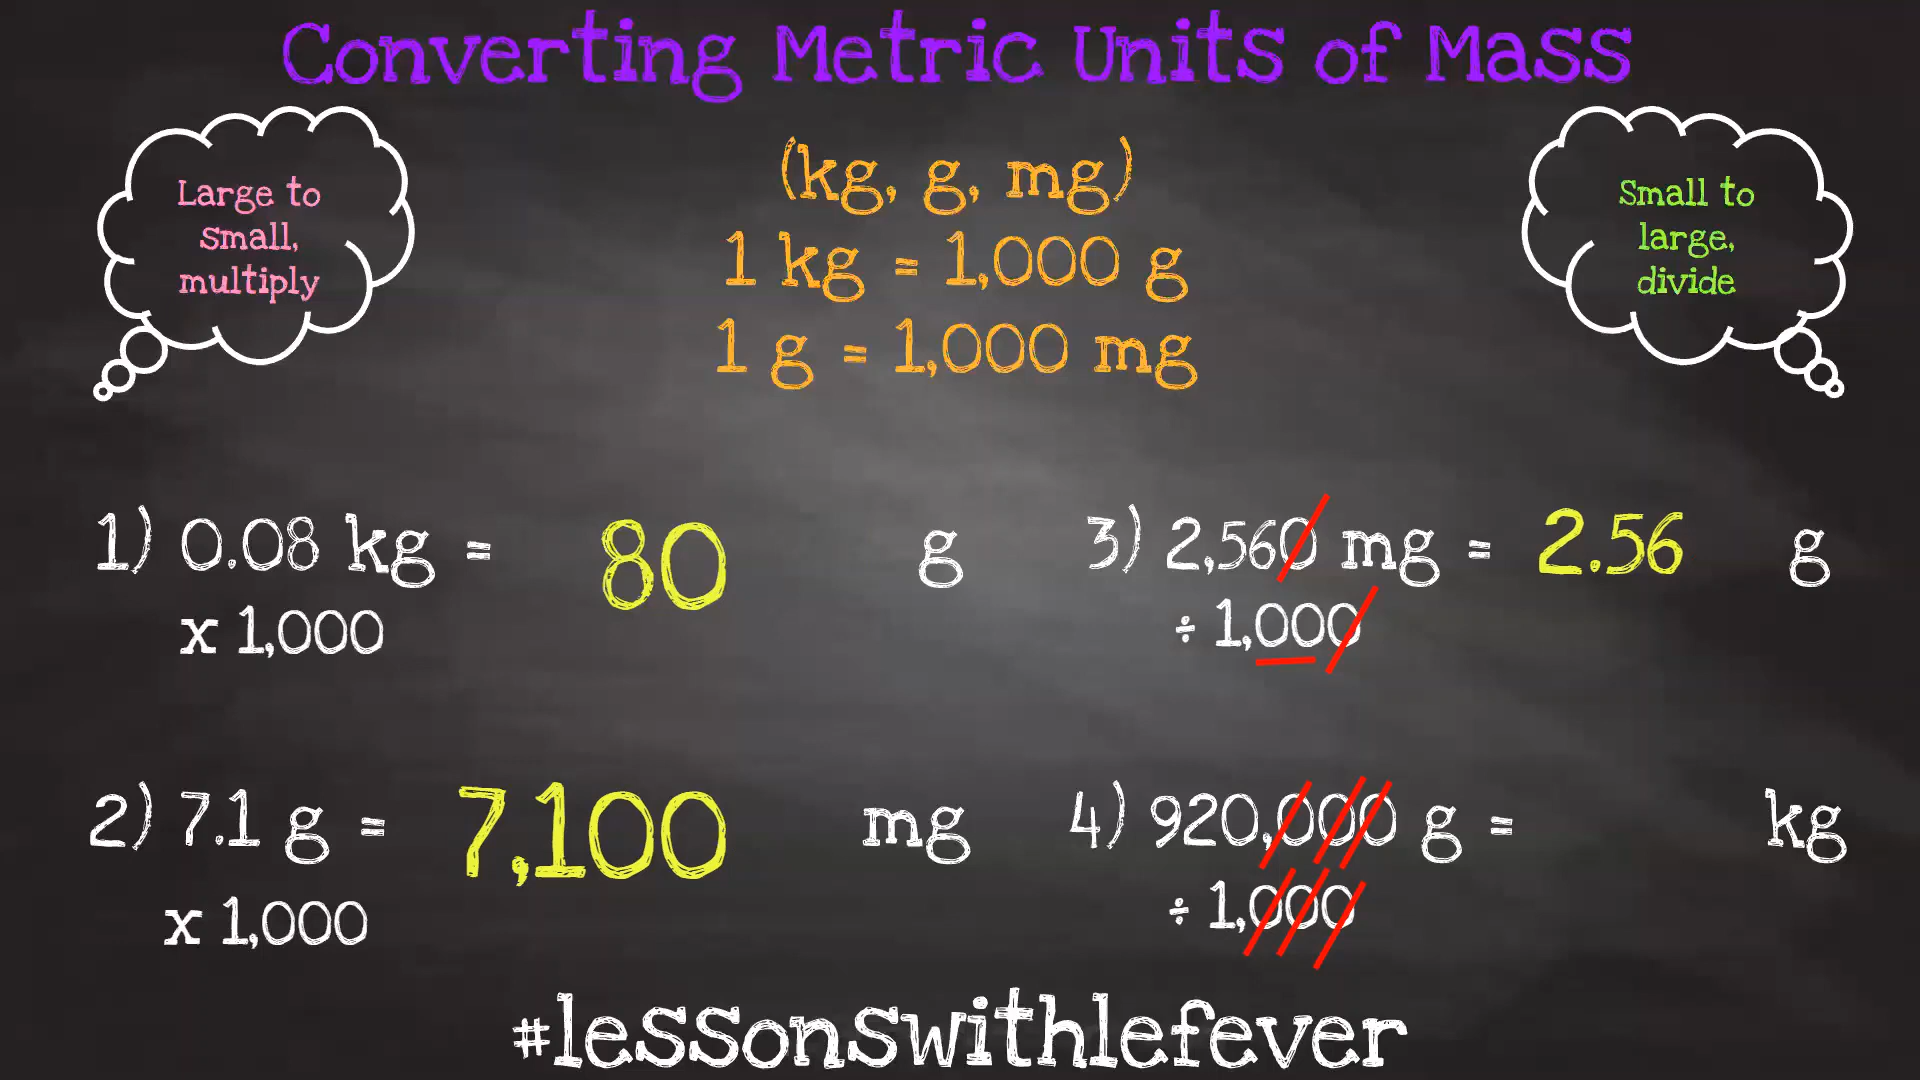 Converting Metric Units of Mass
Large to
small,
multiply
(kg, g, mg)
1 kg = 1,000 g
1 g = 1,000 mg
Small to
large,
divide
1) 0.08 kg = 80 g
x 1,000
3) 2,560 mg = 2.56 g
÷ 1,000
2) 7.1 g = 7,100 mg
x 1,000
4) 920,000 g = kg
÷ 1,000
#lessonswithlefever